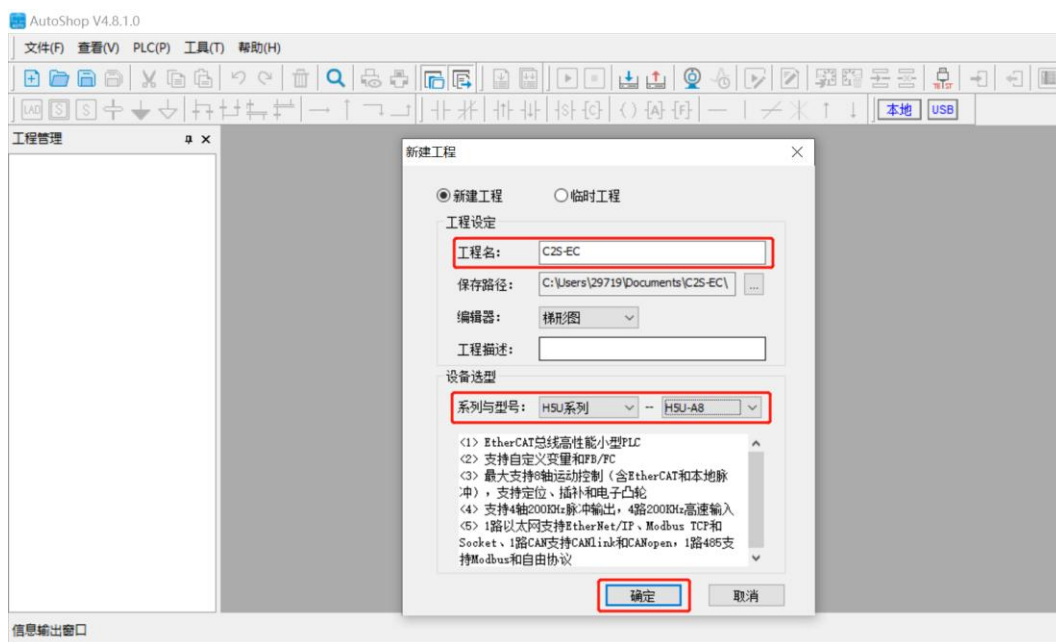 AutoShop V4.8.1.0
文件(F) 查看(V) PLC(P) 工具(T) 帮助(H)
LAD S S {S} {C} ( ) {A} {F} 本地 USB
工程管理
新建工程
新建工程 临时工程
工程设定
工程名: C2S-EC
保存路径: C:\Users\29719\Documents\C2S-EC\ ...
编辑器: 梯形图
工程描述:
设备选型
系列与型号: H5U系列 -- H5U-A8
<1> EtherCAT总线高性能小型PLC
<2> 支持自定义变量和FB/FC
<3> 最大支持8轴运动控制（含EtherCAT和本地脉
冲），支持定位、插补和电子凸轮
<4> 支持4轴200KHz脉冲输出，4路200KHz高速输入
<5> 1路以太网支持EtherNet/IP、Modbus TCP和
Socket、1路CAN支持CANlink和CANopen，1路485支
持Modbus和自由协议
确定 取消
信息输出窗口